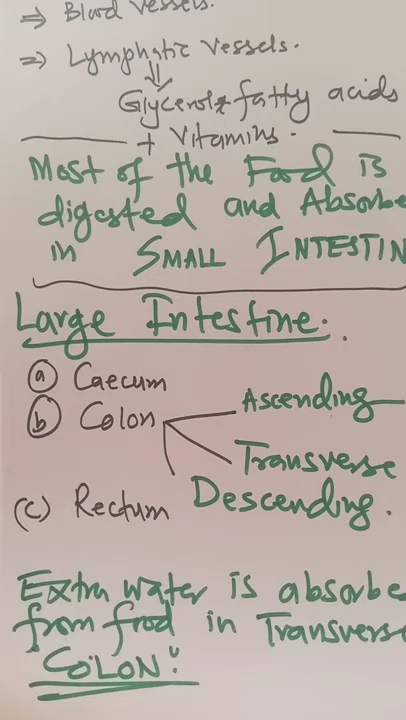 ⇒ Blood vessels.
⇒ Lymphatic vessels.
⇓
Glycerol & fatty acids
+ Vitamins.
Most of the Food is
digested and Absorbe
in SMALL INTESTIN
Large Intestine.
(a) Caecum
(b) Colon
Ascending
Transverse
Descending.
(c) Rectum
Extra water is absorbe
from food in Transverse
COLON.